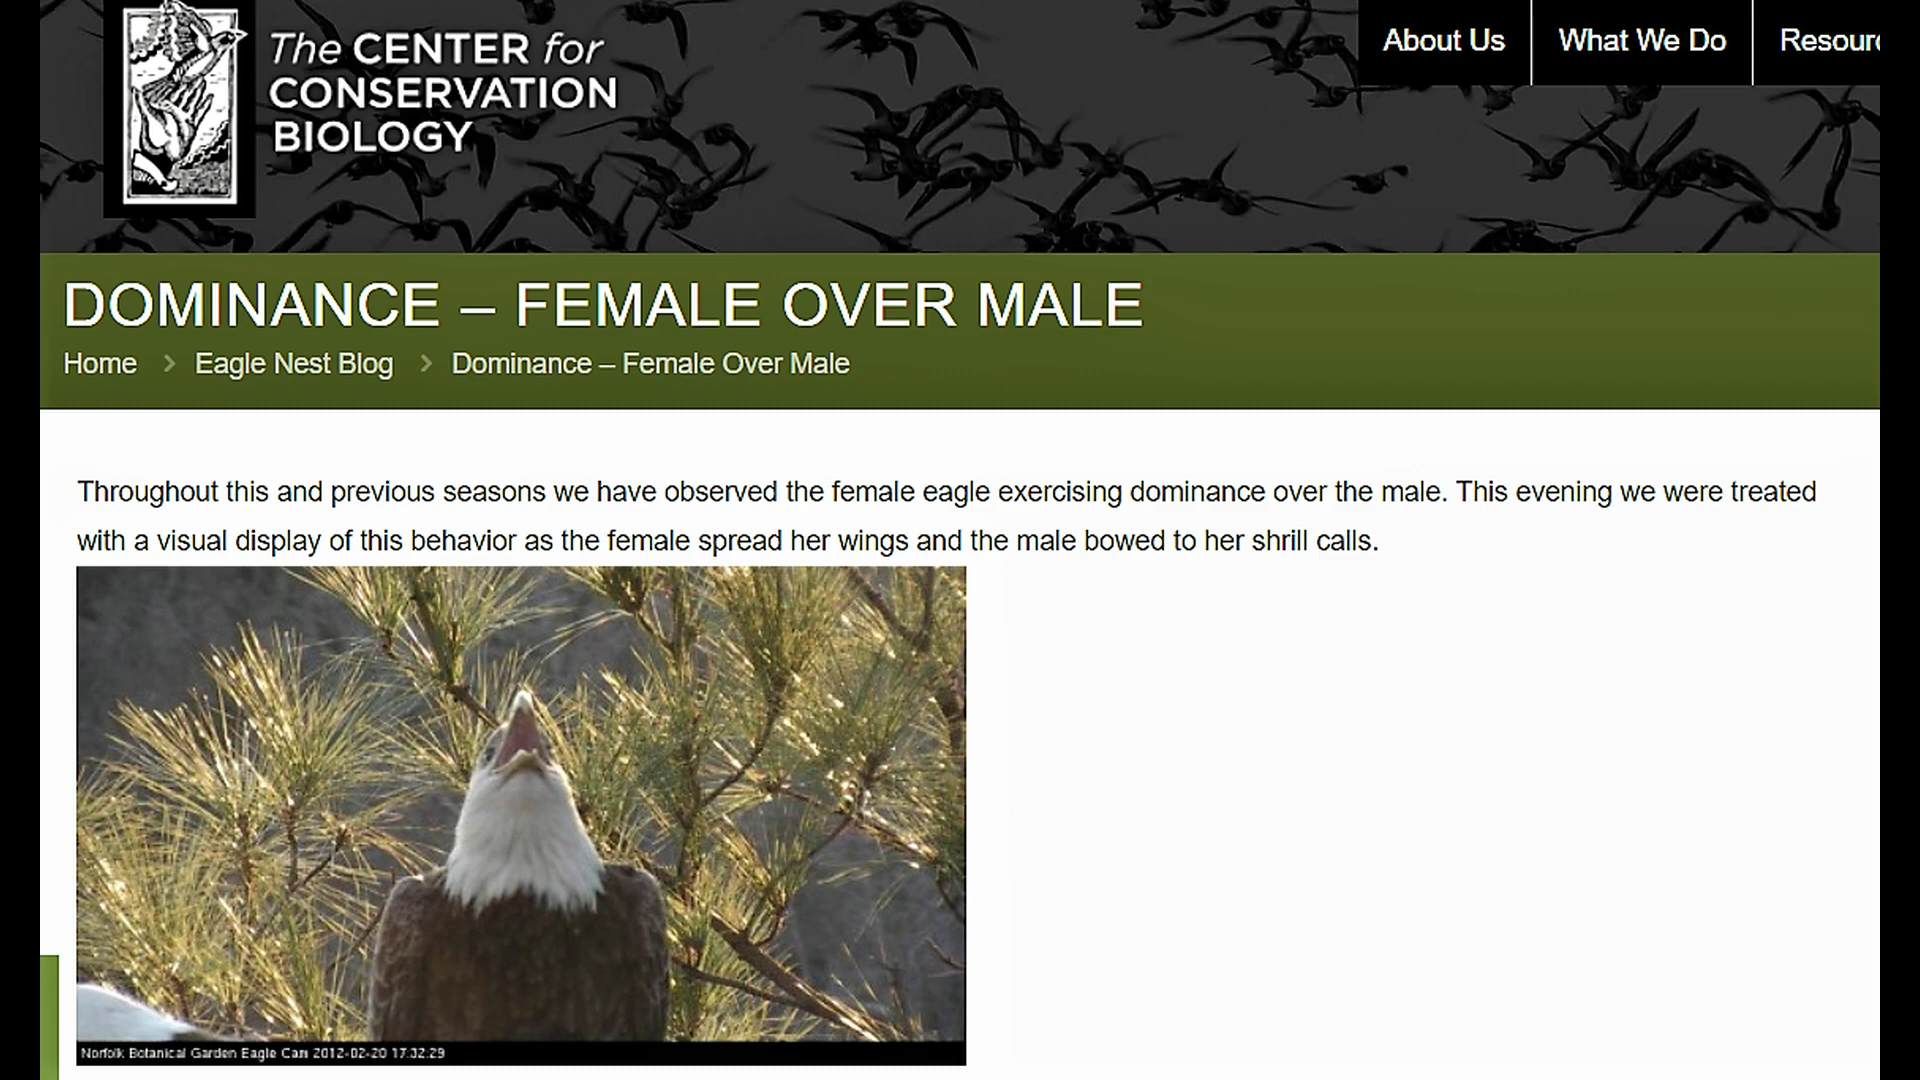 The CENTER for
CONSERVATION
BIOLOGY
About Us
What We Do
DOMINANCE – FEMALE OVER MALE
Home > Eagle Nest Blog > Dominance – Female Over Male
Throughout this and previous seasons we have observed the female eagle exercising dominance over the male. This evening we were treated
with a visual display of this behavior as the female spread her wings and the male bowed to her shrill calls.
Norfolk Botanical Garden Eagle Cam 2012-02-20 17:32:29